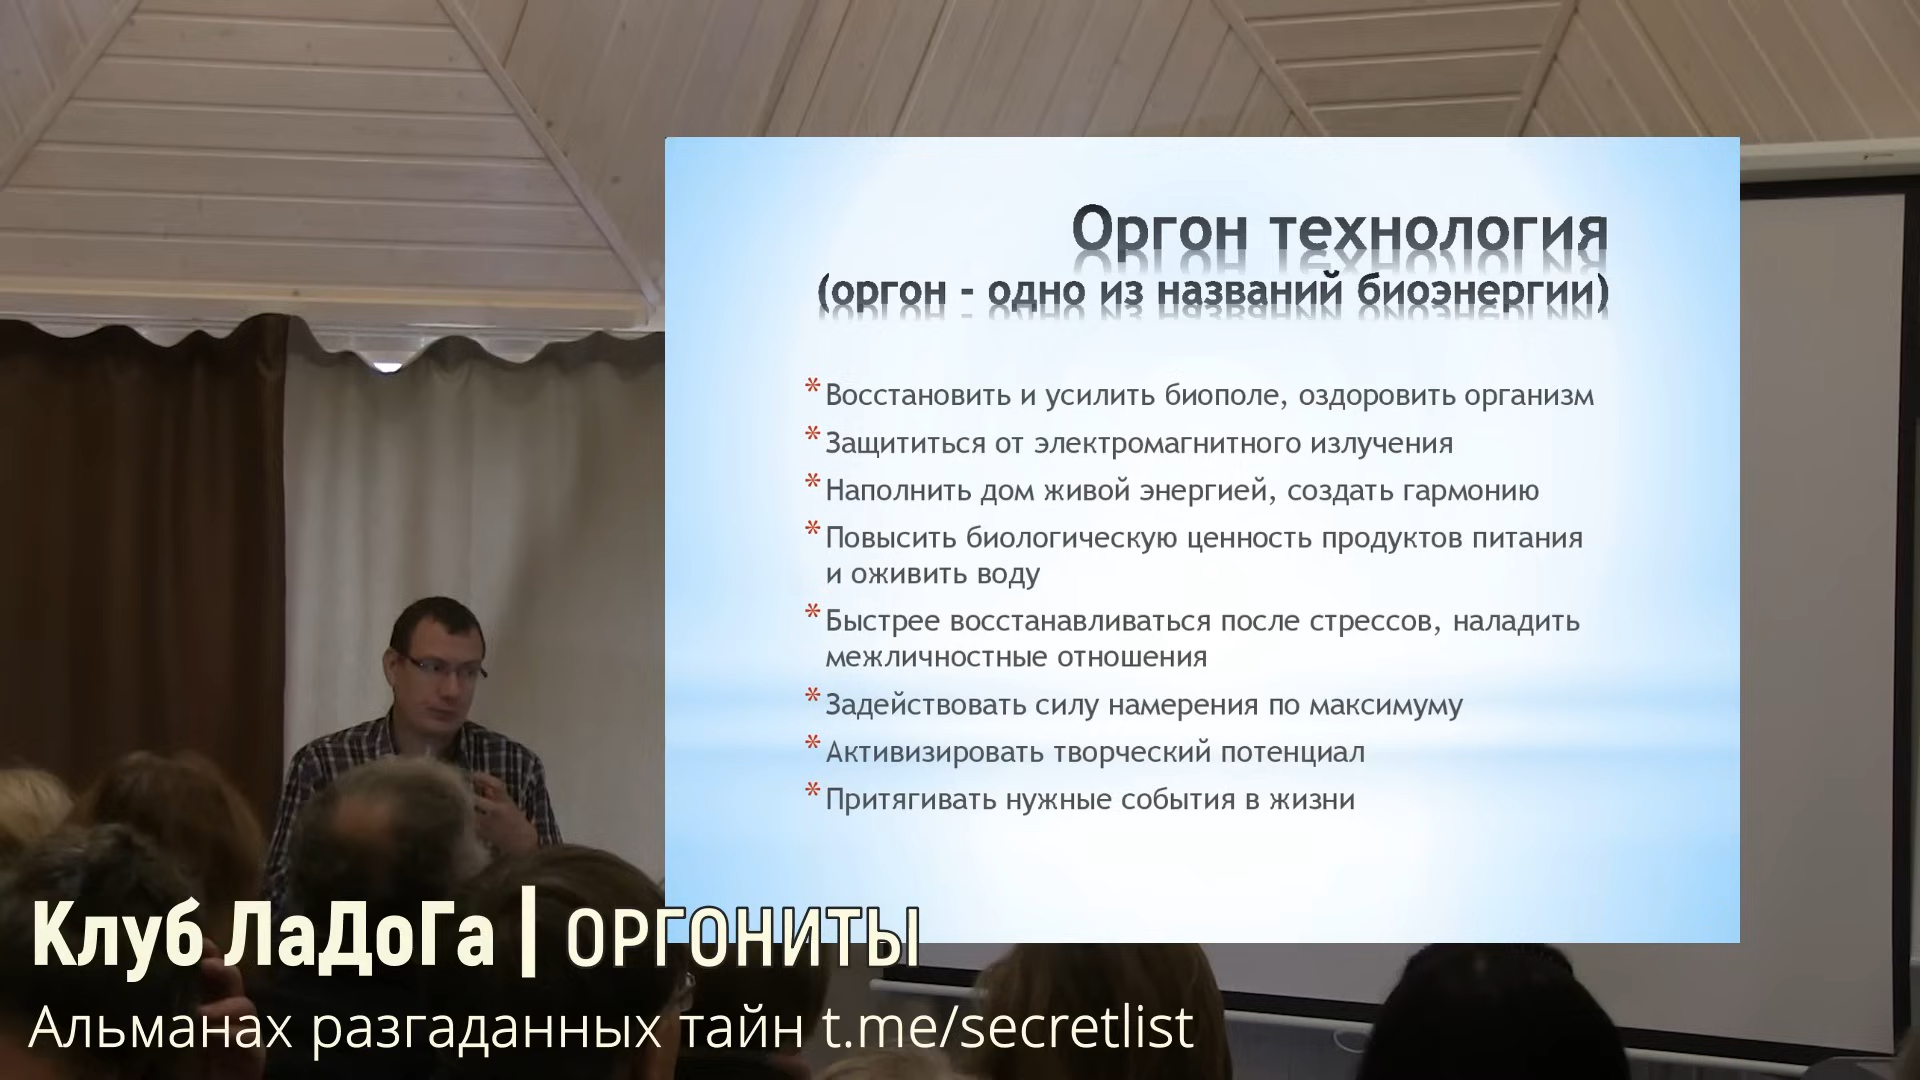 Оргон технология
(оргон - одно из названий биоэнергии)
* Восстановить и усилить биополе, оздоровить организм
* Защититься от электромагнитного излучения
* Наполнить дом живой энергией, создать гармонию
* Повысить биологическую ценность продуктов питания
и оживить воду
* Быстрее восстанавливаться после стрессов, наладить
межличностные отношения
* Задействовать силу намерения по максимуму
* Активизировать творческий потенциал
* Притягивать нужные события в жизни
Клуб ЛаДоГа | ОРГОНИТЫ
Альманах разгаданных тайн t.me/secretlist